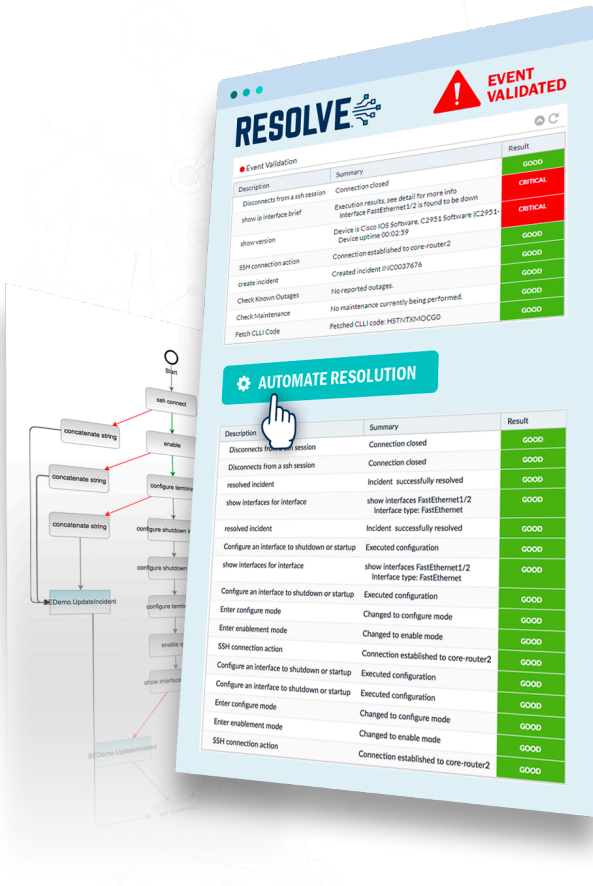 RESOLVE
EVENT
VALIDATED
Event Validation
Description Summary Result
Disconnects from a ssh session Connection closed GOOD
show ip interface brief Execution results, see detail for more info CRITICAL
Interface FastEthernet1/2 is found to be down
show version Device is Cisco IOS Software, C2951 Software (C2951- CRITICAL
Device uptime 00:02:59
SSH connection action Connection established to core-router2 GOOD
create incident Created incident INC0037676 GOOD
Check Known Outages No reported outages. GOOD
Check Maintenance No maintenance currently being performed. GOOD
Fetch CLLI Code Fetched CLLI code: HSTNTXMOCG0 GOOD
AUTOMATE RESOLUTION
Description Summary Result
Disconnects from a ssh session Connection closed GOOD
Disconnects from a ssh session Connection closed GOOD
resolved incident Incident successfully resolved GOOD
show interfaces for interface show interfaces FastEthernet1/2 GOOD
Interface type: FastEthernet
resolved incident Incident successfully resolved GOOD
Configure an interface to shutdown or startup Executed configuration GOOD
show interfaces for interface show interfaces FastEthernet1/2 GOOD
Interface type: FastEthernet
Configure an interface to shutdown or startup Executed configuration GOOD
Enter configure mode Changed to configure mode GOOD
Enter enablement mode Changed to enable mode GOOD
SSH connection action Connection established to core-router2 GOOD
Configure an interface to shutdown or startup Executed configuration GOOD
Configure an interface to shutdown or startup Executed configuration GOOD
Enter configure mode Changed to configure mode GOOD
Enter enablement mode Changed to enable mode GOOD
SSH connection action Connection established to core-router2 GOOD
Start
ssh connect
concatenate string
enable
concatenate string
configure termina
concatenate string
configure shutdown
configure shutdown
SEDemo.UpdateIncident
configure termi
enable
show interface
SEDemo.UpdateIncident